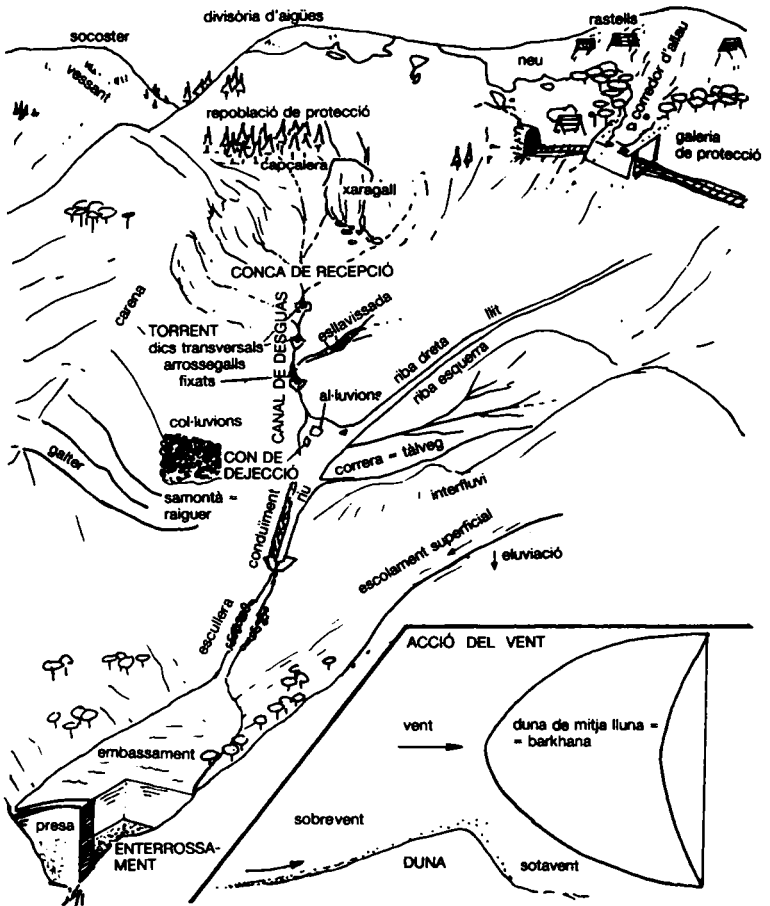 divisòria d'aigües
socoster
rastells
vessant
neu
corredor d'allau
repoblació de protecció
galeria
de protecció
capçalera
xaragall
CONCA DE RECEPCIÓ
carena
TORRENT
dics transversals
arrossegalls
fixats
CANAL DE DESGUÀS
esllavissada
llit
riba dreta
riba esquerra
al·luvions
col·luvions
galter
CON DE
DEJECCIÓ
correra = tàlveg
samontà =
raiguer
riu
interfluvi
conduïment
escolament superficial
eluviació
escullera
embassament
presa
ENTERROSSA-
MENT
ACCIÓ DEL VENT
vent
duna de mitja lluna =
= barkhana
sobrevent
DUNA
sotavent